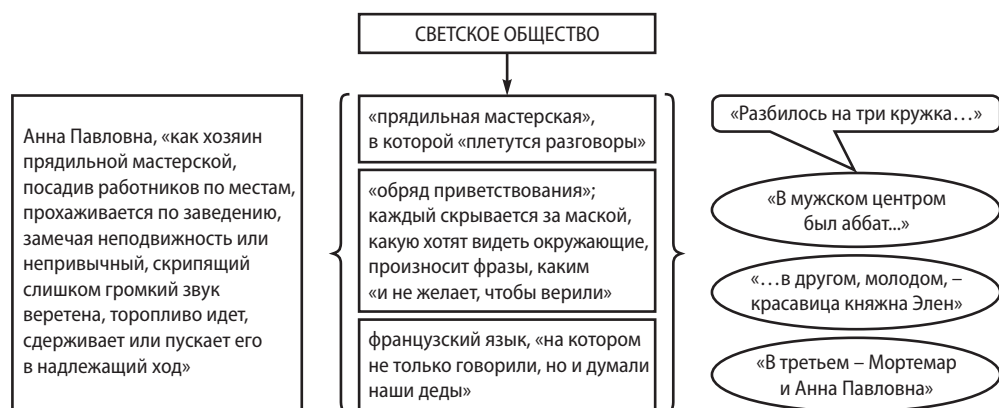 СВЕТСКОЕ ОБЩЕСТВО
Анна Павловна, «как хозяин
прядильной мастерской,
посадив работников по местам,
прохаживается по заведению,
замечая неподвижность или
непривычный, скрипящий
слишком громкий звук
веретена, торопливо идет,
сдерживает или пускает его
в надлежащий ход»
«прядильная мастерская»,
в которой «плетутся разговоры»
«обряд приветствования»;
каждый скрывается за маской,
какую хотят видеть окружающие,
произносит фразы, каким
«и не желает, чтобы верили»
французский язык, «на котором
не только говорили, но и думали
наши деды»
«Разбилось на три кружка…»
«В мужском центром
был аббат...»
«…в другом, молодом, –
красавица княжна Элен»
«В третьем – Мортемар
и Анна Павловна»